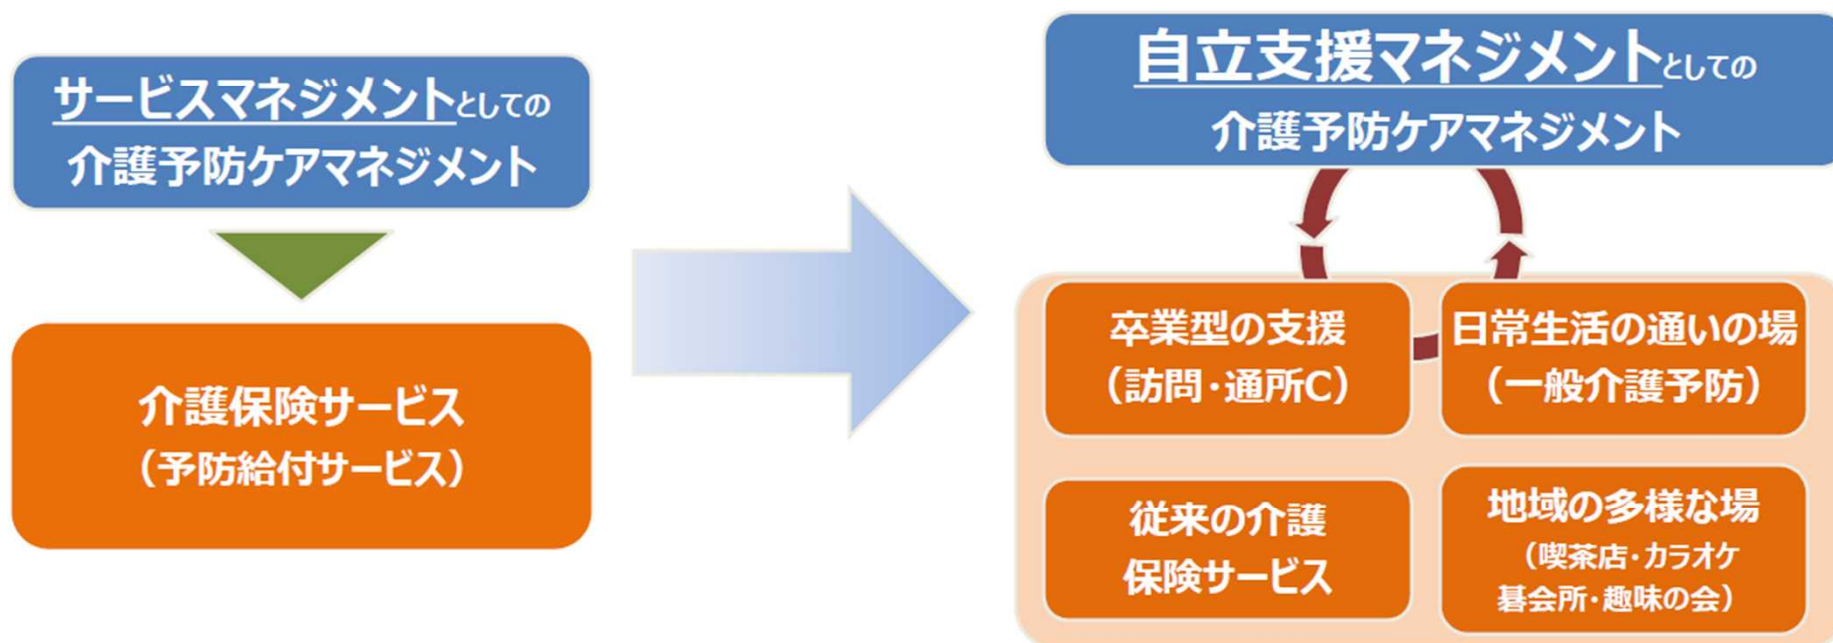 サービスマネジメントとしての
介護予防ケアマネジメント
介護保険サービス
（予防給付サービス）
自立支援マネジメントとしての
介護予防ケアマネジメント
卒業型の支援
（訪問・通所C）
日常生活の通いの場
（一般介護予防）
従来の介護
保険サービス
地域の多様な場
（喫茶店・カラオケ
碁会所・趣味の会）